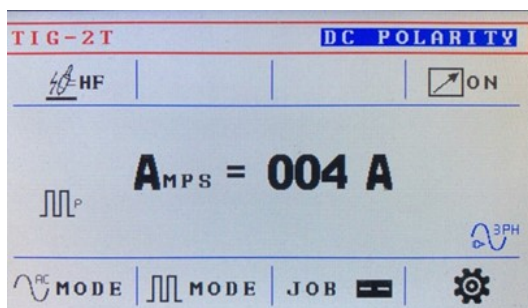 TIG-2T DC POLARITY
HF ON
AMPS = 004 A
P
3PH
AC MODE MODE JOB --